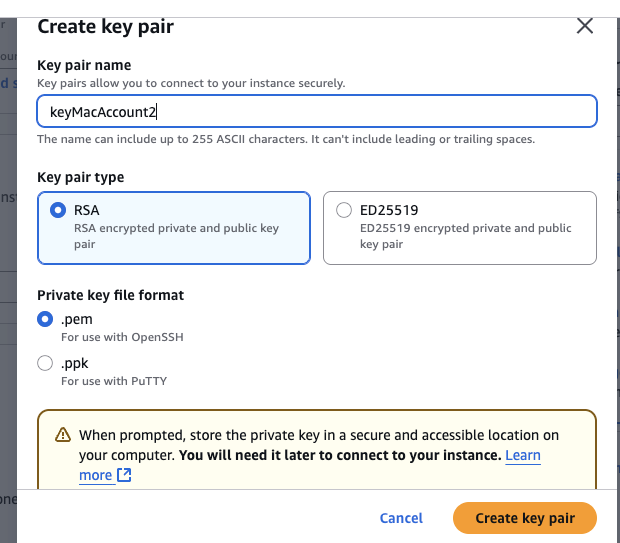 Create key pair
Key pair name
Key pairs allow you to connect to your instance securely.
keyMacAccount2
The name can include up to 255 ASCII characters. It can't include leading or trailing spaces.
Key pair type
RSA
RSA encrypted private and public key
pair
ED25519
ED25519 encrypted private and public
key pair
Private key file format
.pem
For use with OpenSSH
.ppk
For use with PuTTY
When prompted, store the private key in a secure and accessible location on
your computer. You will need it later to connect to your instance. Learn
more
Cancel
Create key pair